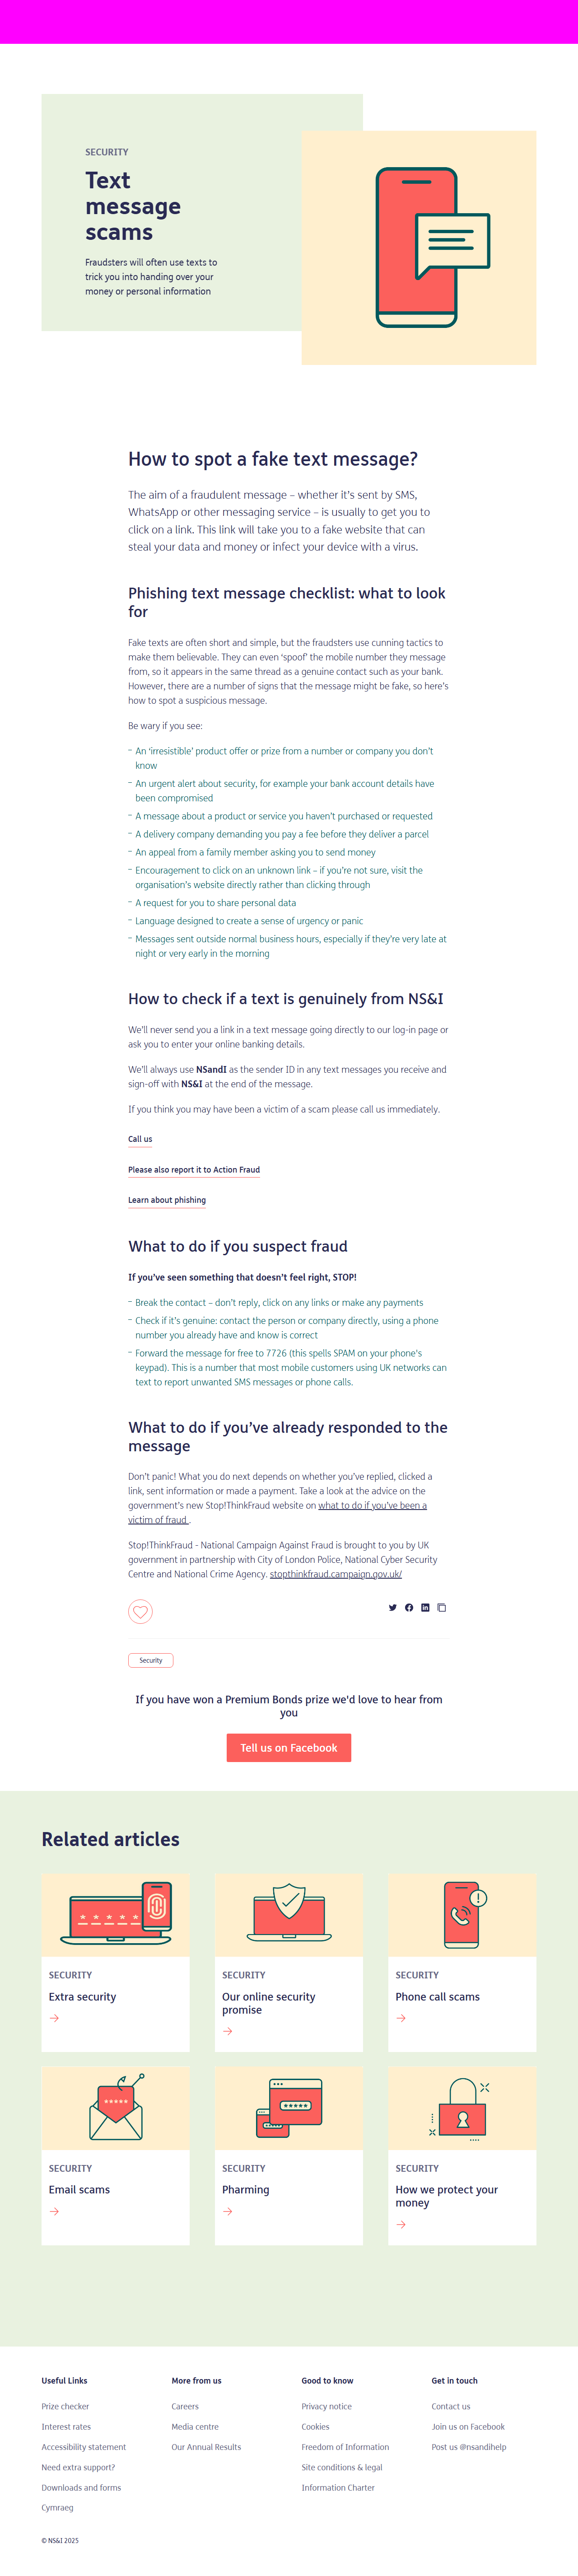 SECURITY
Text
message
scams
Fraudsters will often use texts to
trick you into handing over your
money or personal information
How to spot a fake text message?
The aim of a fraudulent message – whether it's sent by SMS,
WhatsApp or other messaging service – is usually to get you to
click on a link. This link will take you to a fake website that can
steal your data and money or infect your device with a virus.
Phishing text message checklist: what to look
for
Fake texts are often short and simple, but the fraudsters use cunning tactics to
make them believable. They can even ‘spoof’ the mobile number they message
from, so it appears in the same thread as a genuine contact such as your bank.
However, there are a number of signs that the message might be fake, so here’s
how to spot a suspicious message.
Be wary if you see:
– An ‘irresistible’ product offer or prize from a number or company you don’t
know
– An urgent alert about security, for example your bank account details have
been compromised
– A message about a product or service you haven’t purchased or requested
– A delivery company demanding you pay a fee before they deliver a parcel
– An appeal from a family member asking you to send money
– Encouragement to click on an unknown link – if you’re not sure, visit the
organisation’s website directly rather than clicking through
– A request for you to share personal data
– Language designed to create a sense of urgency or panic
– Messages sent outside normal business hours, especially if they’re very late at
night or very early in the morning
How to check if a text is genuinely from NS&I
We’ll never send you a link in a text message going directly to our log-in page or
ask you to enter your online banking details.
We’ll always use NSandI as the sender ID in any text messages you receive and
sign-off with NS&I at the end of the message.
If you think you may have been a victim of a scam please call us immediately.
Call us
Please also report it to Action Fraud
Learn about phishing
What to do if you suspect fraud
If you’ve seen something that doesn’t feel right, STOP!
– Break the contact – don’t reply, click on any links or make any payments
– Check if it’s genuine: contact the person or company directly, using a phone
number you already have and know is correct
– Forward the message for free to 7726 (this spells SPAM on your phone’s
keypad). This is a number that most mobile customers using UK networks can
text to report unwanted SMS messages or phone calls.
What to do if you’ve already responded to the
message
Don’t panic! What you do next depends on whether you’ve replied, clicked a
link, sent information or made a payment. Take a look at the advice on the
government’s new Stop!ThinkFraud website on what to do if you’ve been a
victim of fraud .
Stop!ThinkFraud - National Campaign Against Fraud is brought to you by UK
government in partnership with City of London Police, National Cyber Security
Centre and National Crime Agency. stopthinkfraud.campaign.gov.uk/
Security
If you have won a Premium Bonds prize we'd love to hear from
you
Tell us on Facebook
Related articles
SECURITY
Extra security
SECURITY
Our online security
promise
SECURITY
Phone call scams
SECURITY
Email scams
SECURITY
Pharming
SECURITY
How we protect your
money
Useful Links
Prize checker
Interest rates
Accessibility statement
Need extra support?
Downloads and forms
Cymraeg
More from us
Careers
Media centre
Our Annual Results
Good to know
Privacy notice
Cookies
Freedom of Information
Site conditions & legal
Information Charter
Get in touch
Contact us
Join us on Facebook
Post us @nsandihelp
© NS&I 2025